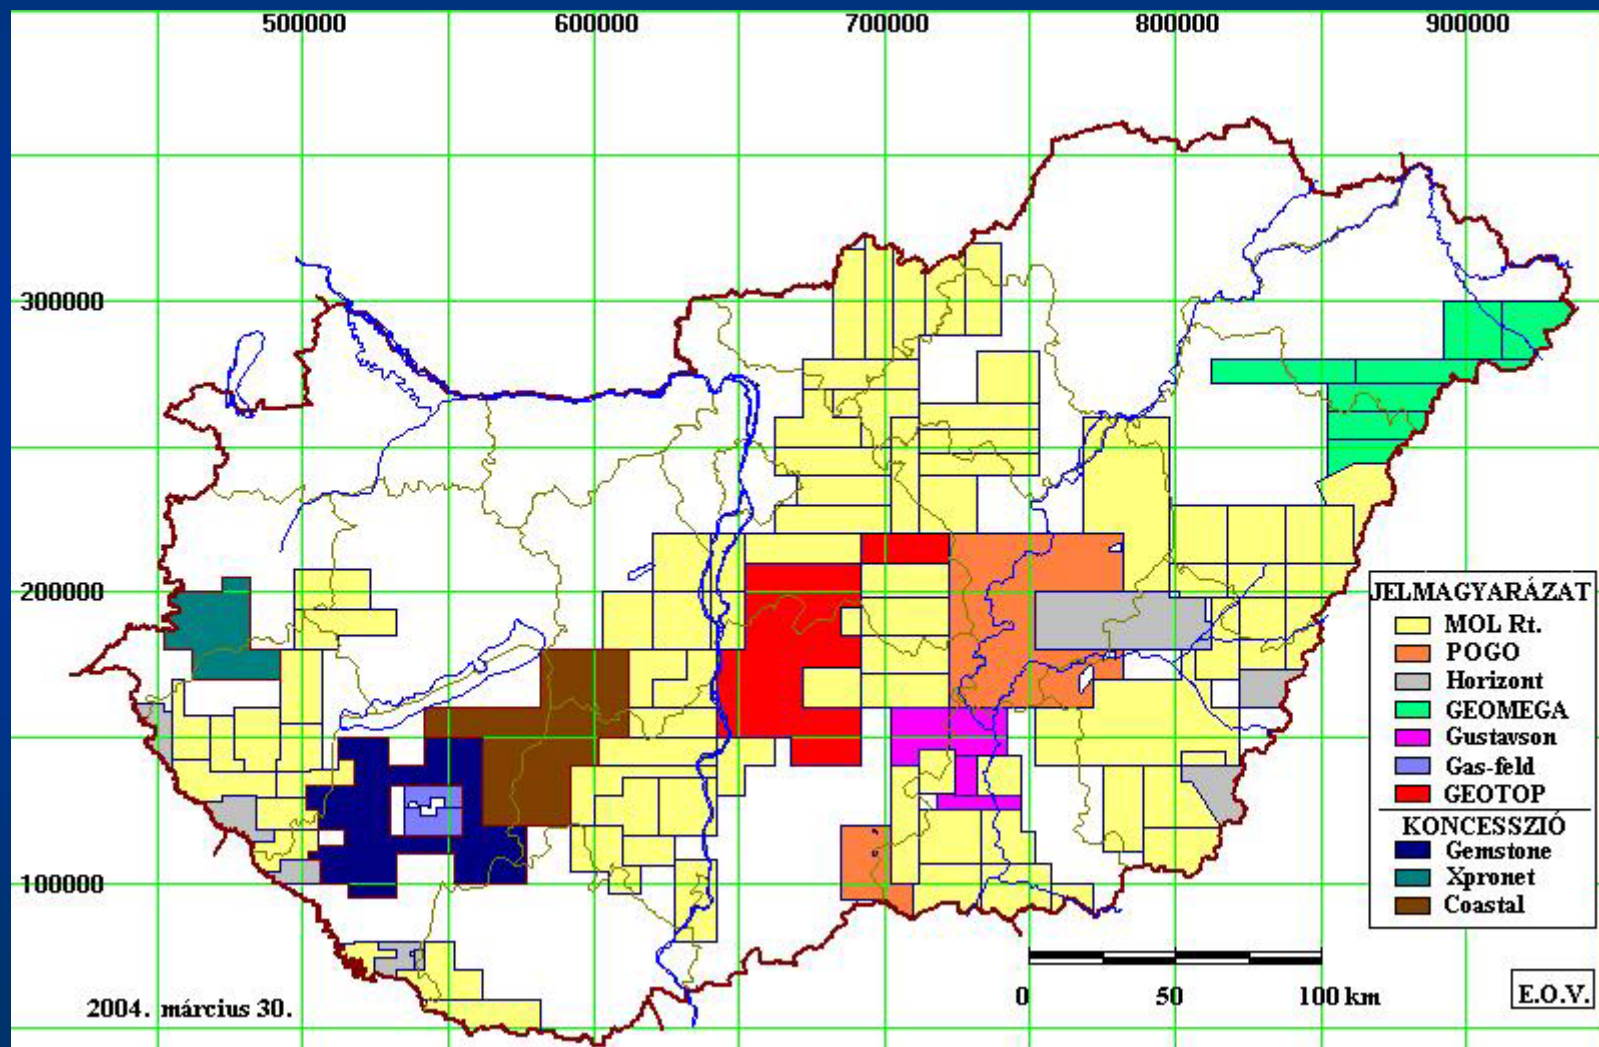 500000 600000 700000 800000 900000
300000
200000
100000
JELMAGYARÁZAT
MOL Rt.
POGO
Horizont
GEOMEGA
Gustavson
Gas-feld
GEOTOP
KONCESSZIÓ
Gemstone
Xpronet
Coastal
0 50 100 km
E.O.V.
2004. március 30.